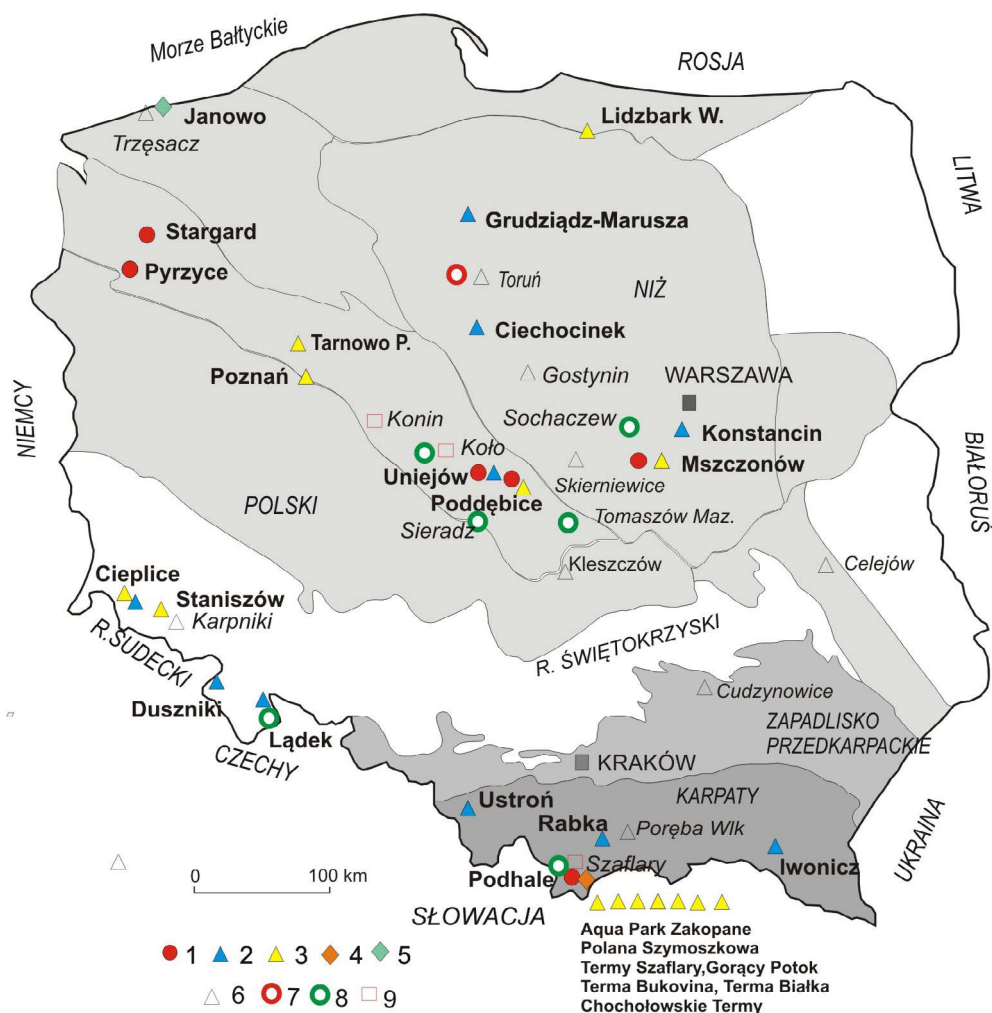 Morze Bałtyckie
ROSJA
Janowo
Trzęsacz
Lidzbark W.
LITWA
Grudziądz-Marusza
Stargard
Pyrzyce
Toruń
NIŻ
Ciechocinek
Tarnowo P.
Poznań
Gostynin
WARSZAWA
NIEMCY
Konin
Sochaczew
Konstancin
BIAŁORUŚ
Koło
Mszczonów
Uniejów
Skierniewice
Poddębice
POLSKI
Sieradz
Tomaszów Maz.
Kleszczów
Celejów
Cieplice
Staniszów
Karpniki
R.SUDECKI
R. ŚWIĘTOKRZYSKI
Duszniki
Cudzynowice
Lądek
CZECHY
ZAPADLISKO
PRZEDKARPACKIE
KRAKÓW
KARPATY
Ustroń
Rabka
Poręba Wlk
UKRAINA
Szaflary
Iwonicz
Podhale
0 100 km
SŁOWACJA
Aqua Park Zakopane
Polana Szymoszkowa
Termy Szaflary,Gorący Potok
Terma Bukovina, Terma Białka
Chochołowskie Termy
1 2 3 4 5
6 7 8 9